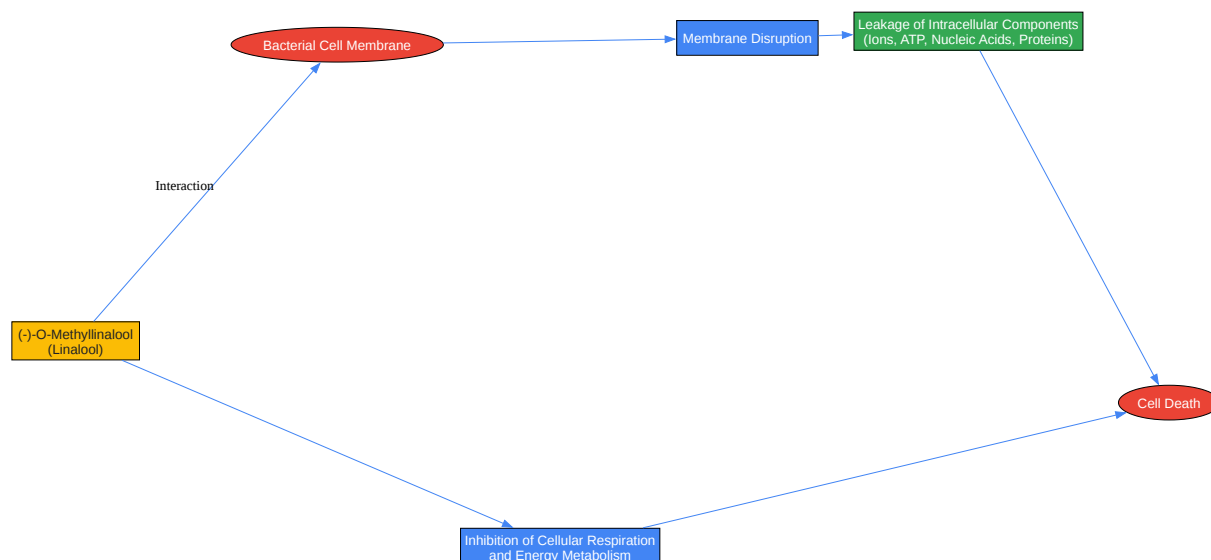 Bacterial Cell Membrane
Membrane Disruption
Leakage of Intracellular Components
(Ions, ATP, Nucleic Acids, Proteins)
Interaction
(-)-O-Methyllinalool
(Linalool)
Cell Death
Inhibition of Cellular Respiration
and Energy Metabolism